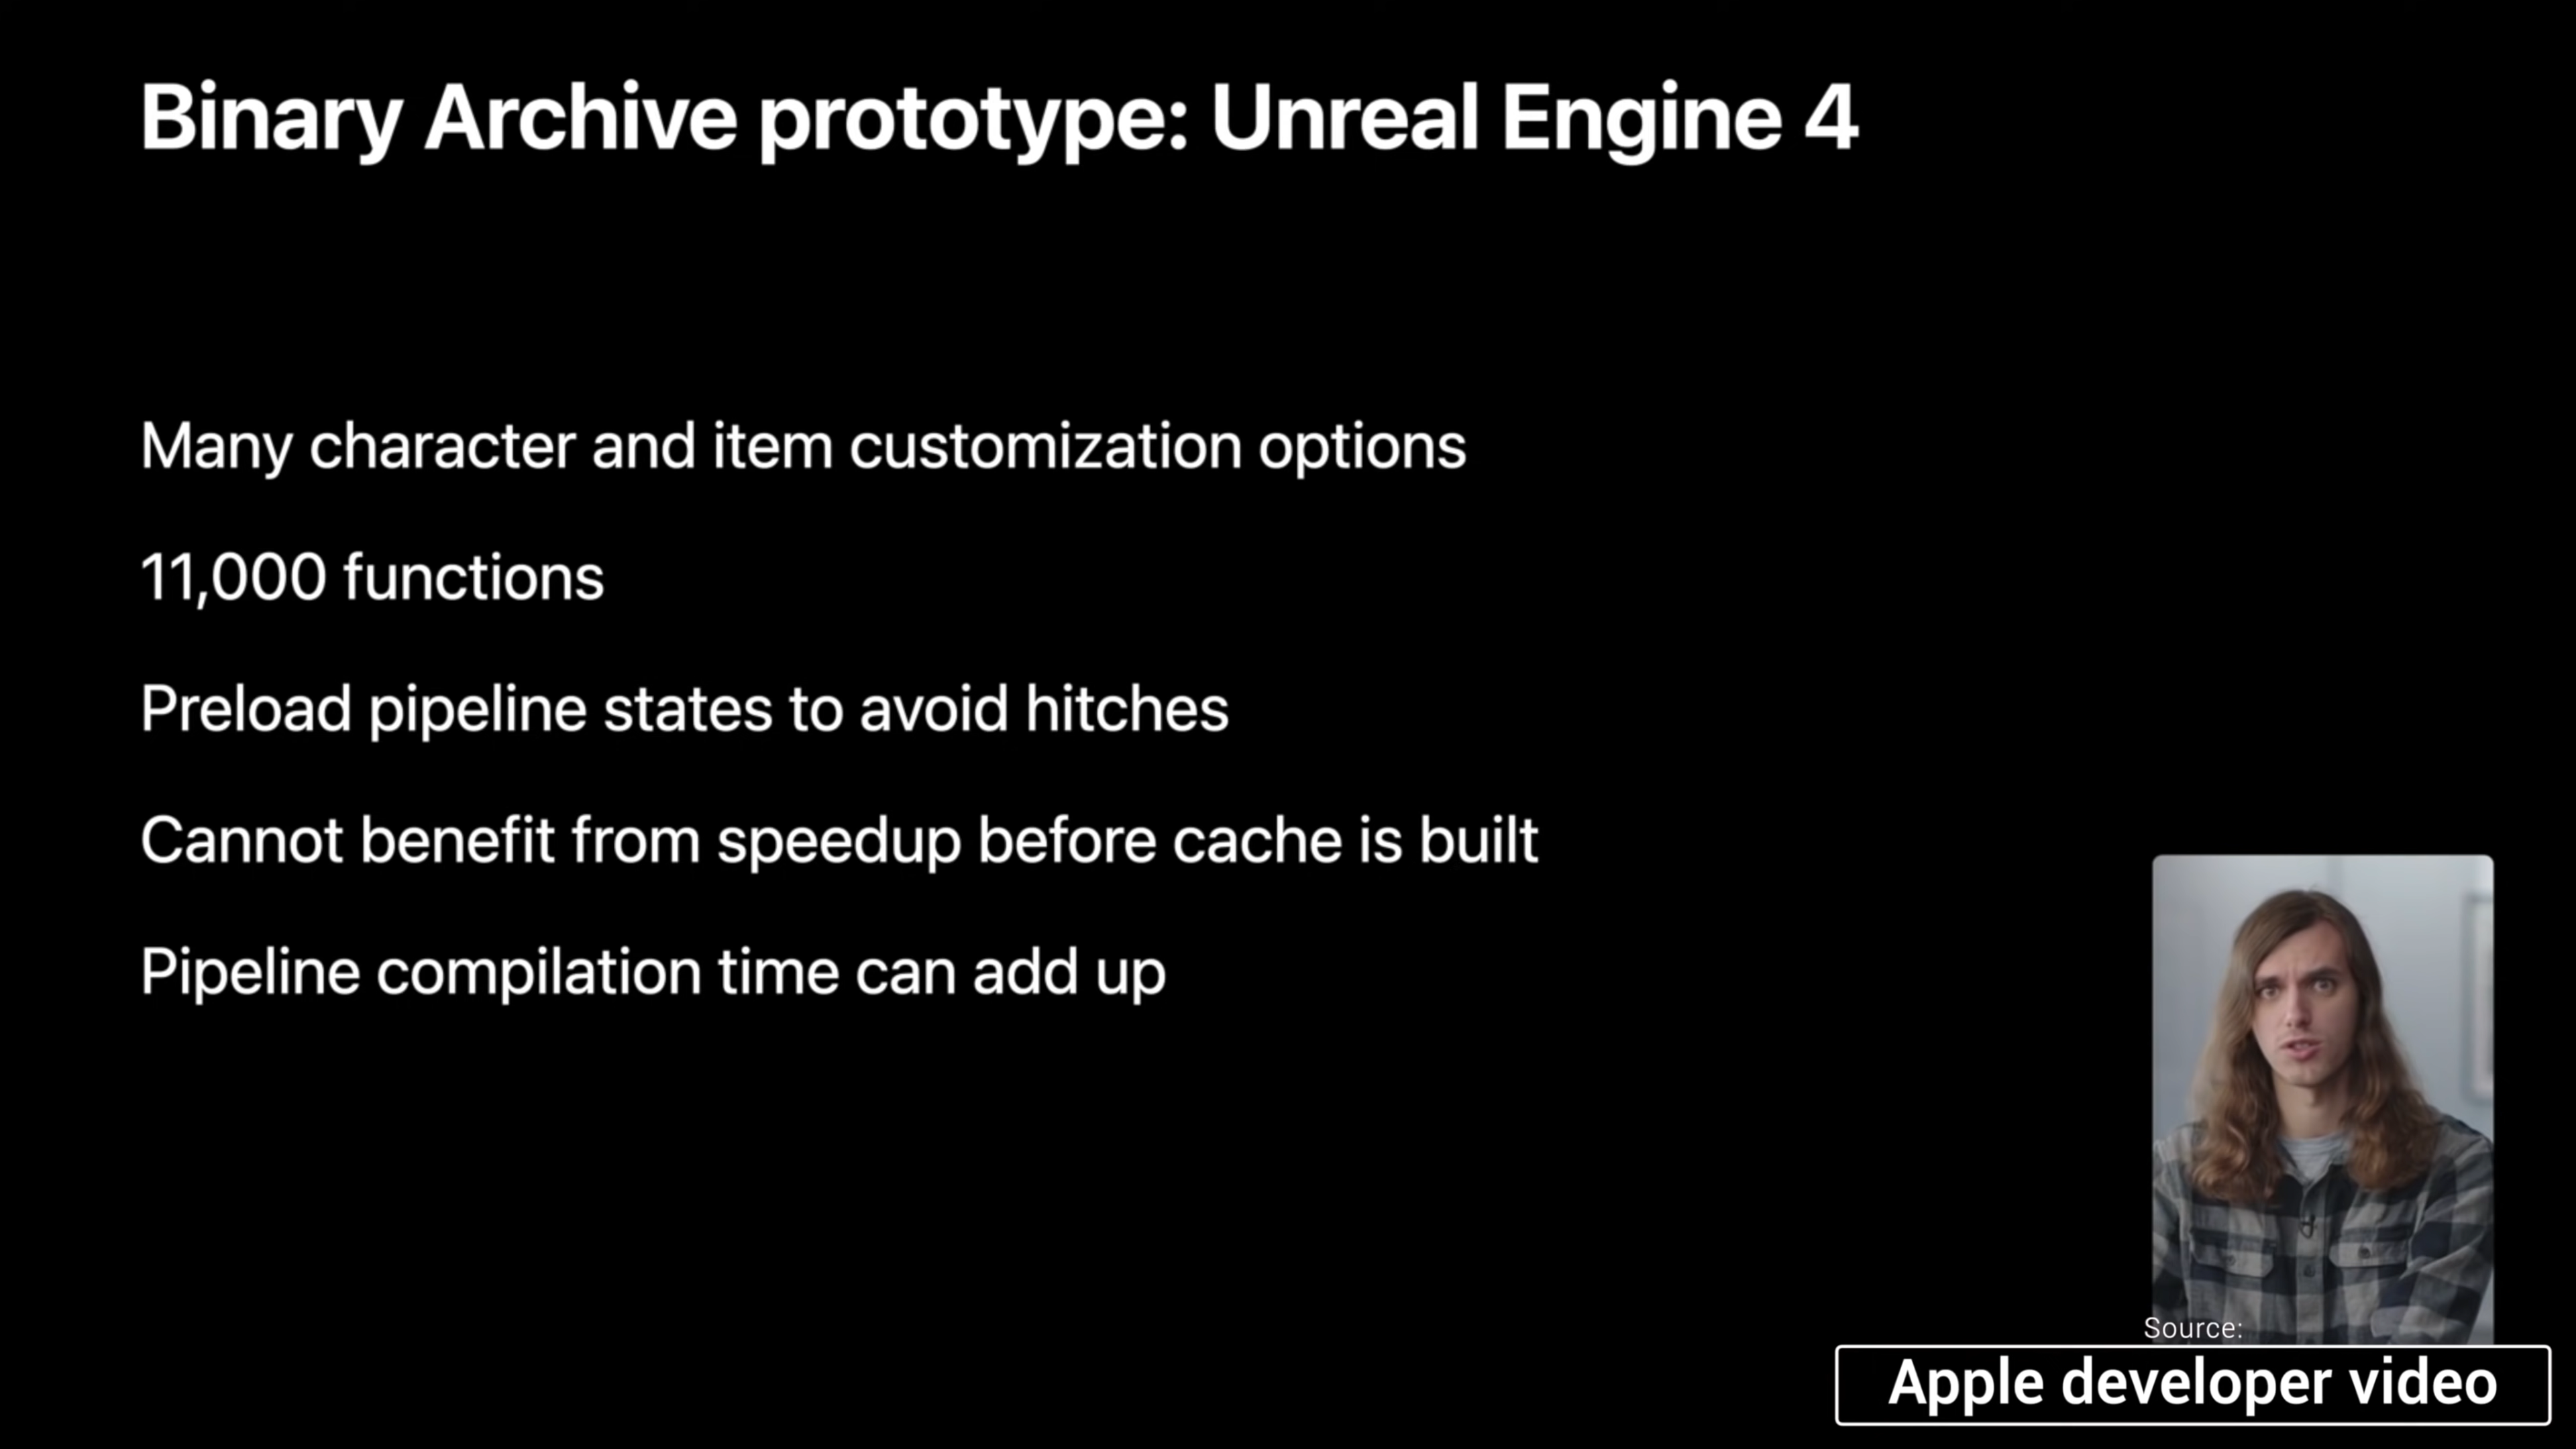 Binary Archive prototype: Unreal Engine 4
Many character and item customization options
11,000 functions
Preload pipeline states to avoid hitches
Cannot benefit from speedup before cache is built
Pipeline compilation time can add up
Source:
Apple developer video